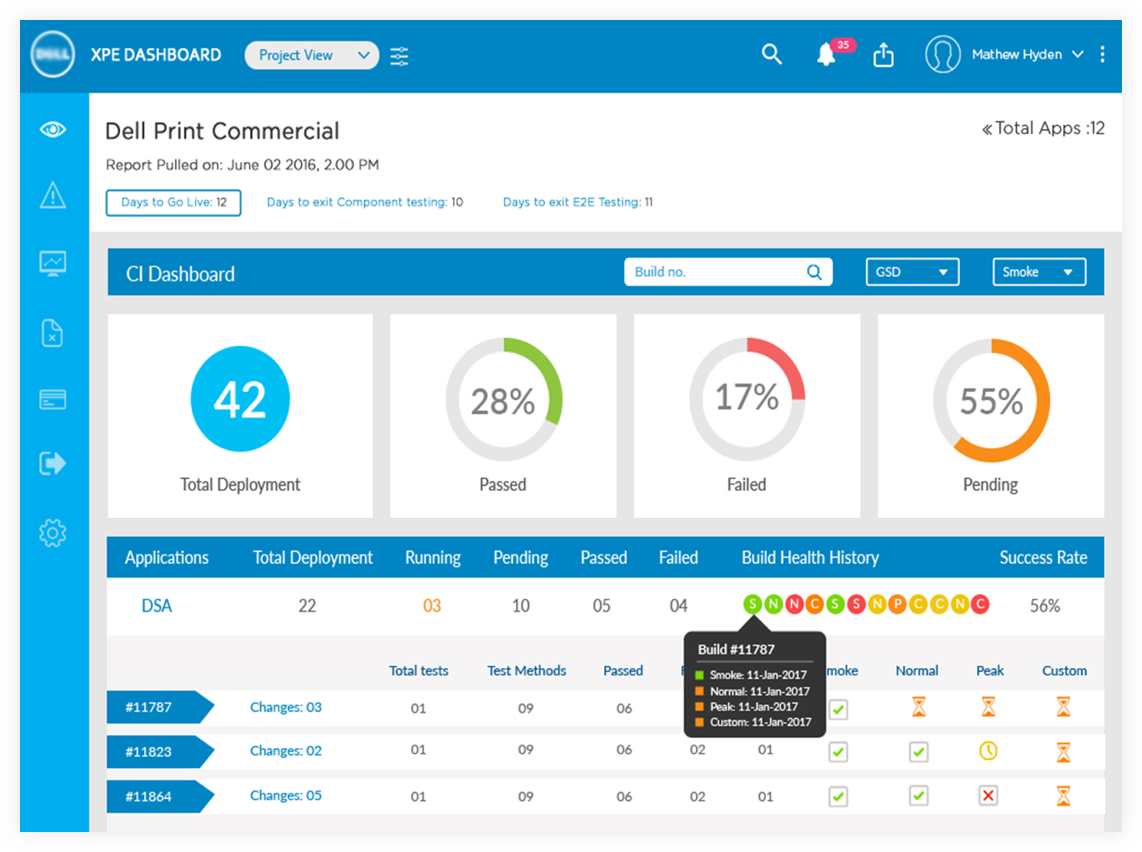 DELL XPE DASHBOARD Project View 35 Mathew Hyden
Dell Print Commercial
«Total Apps :12
Report Pulled on: June 02 2016, 2.00 PM
Days to Go Live: 12 Days to exit Component testing: 10 Days to exit E2E Testing: 11
CI Dashboard Build no. GSD Smoke
42 28% 17% 55%
Total Deployment Passed Failed Pending
Applications Total Deployment Running Pending Passed Failed Build Health History Success Rate
DSA 22 03 10 05 04 S N N C S S N P C C N C 56%
Build #11787
Smoke: 11-Jan-2017
Normal: 11-Jan-2017
Peak: 11-Jan-2017
Custom: 11-Jan-2017
Total tests Test Methods Passed F moke Normal Peak Custom
#11787 Changes: 03 01 09 06
#11823 Changes: 02 01 09 06 02 01
#11864 Changes: 05 01 09 06 02 01